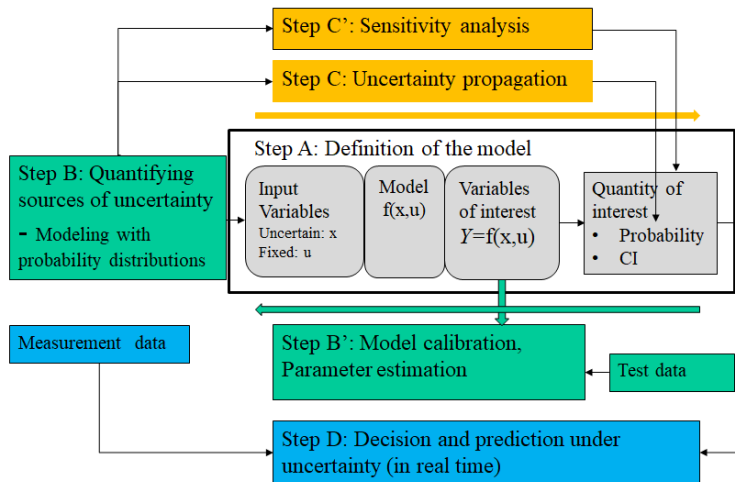 Step C’: Sensitivity analysis
Step C: Uncertainty propagation
Step A: Definition of the model
Step B: Quantifying
sources of uncertainty
- Modeling with
probability distributions
Input
Variables
Uncertain: x
Fixed: u
Model
f(x,u)
Variables
of interest
Y=f(x,u)
Quantity of
interest
• Probability
• CI
Measurement data
Step B’: Model calibration,
Parameter estimation
Test data
Step D: Decision and prediction under
uncertainty (in real time)